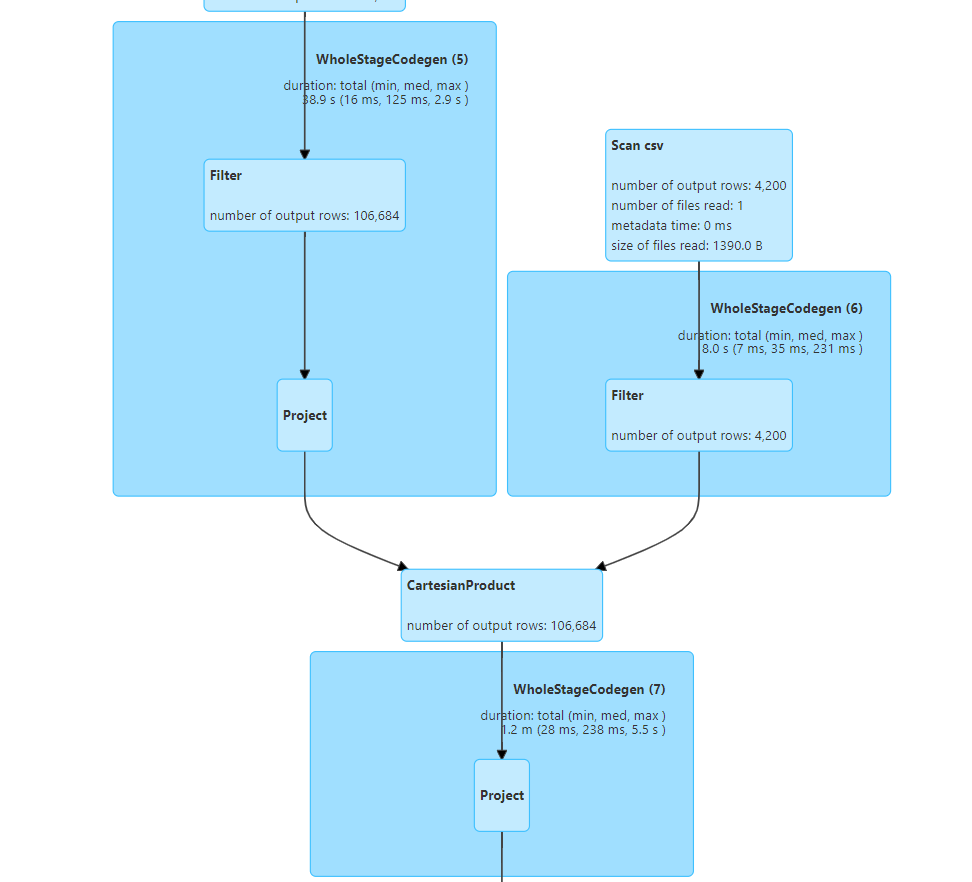 WholeStageCodegen (5)
duration: total (min, med, max )
38.9 s (16 ms, 125 ms, 2.9 s )
Filter
number of output rows: 106,684
Project
Scan csv
number of output rows: 4,200
number of files read: 1
metadata time: 0 ms
size of files read: 1390.0 B
WholeStageCodegen (6)
duration: total (min, med, max )
8.0 s (7 ms, 35 ms, 231 ms )
Filter
number of output rows: 4,200
CartesianProduct
number of output rows: 106,684
WholeStageCodegen (7)
duration: total (min, med, max )
1.2 m (28 ms, 238 ms, 5.5 s )
Project